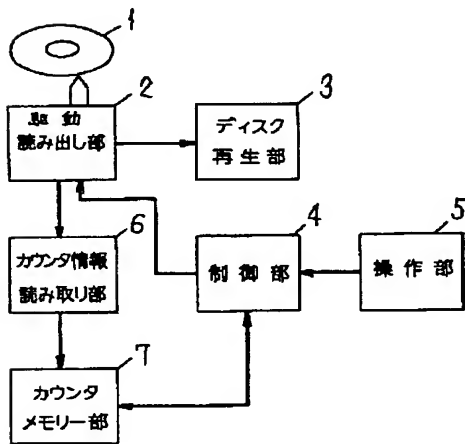 1
2
駆動
読み出し部
3
ディスク
再生部
4
制御部
5
操作部
6
カウンタ情報
読み取り部
7
カウンタ
メモリー部